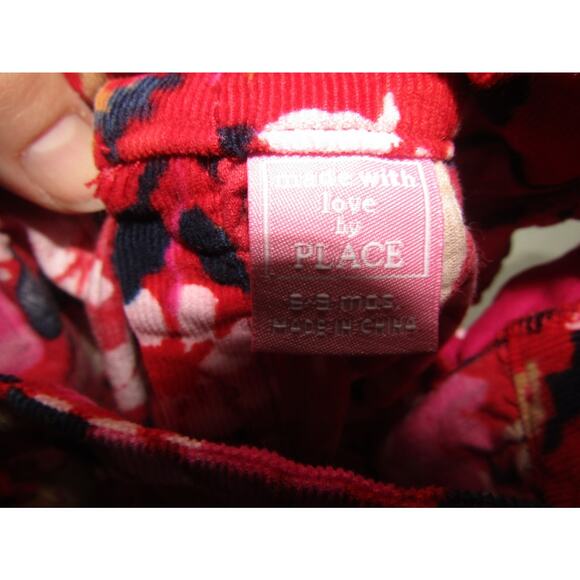 made with
love
by
PLACE
6-9 mos.
MADE IN CHINA